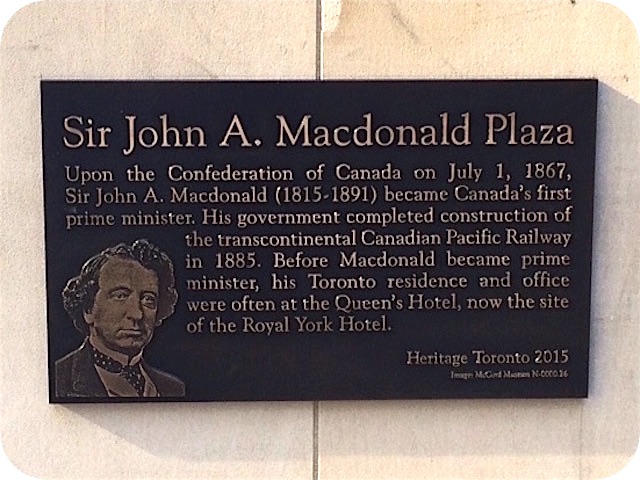 Sir John A. Macdonald Plaza
Upon the Confederation of Canada on July 1, 1867,
Sir John A. Macdonald (1815-1891) became Canada's first
prime minister. His government completed construction of
the transcontinental Canadian Pacific Railway
in 1885. Before Macdonald became prime
minister, his Toronto residence and office
were often at the Queen's Hotel, now the site
of the Royal York Hotel.
Heritage Toronto 2015
Image: McCord Museum